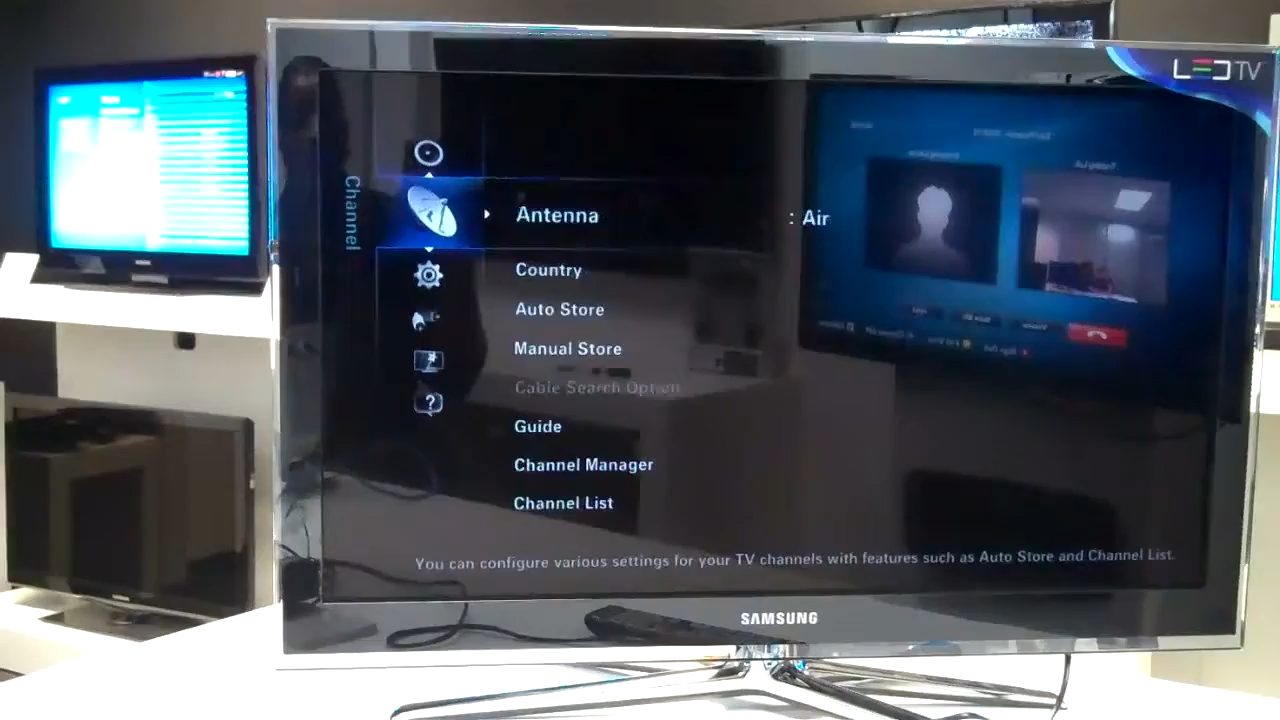 LED TV
Channel
Antenna : Air
Country
Auto Store
Manual Store
Cable Search Option
Guide
Channel Manager
Channel List
You can configure various settings for your TV channels with features such as Auto Store and Channel List.
SAMSUNG